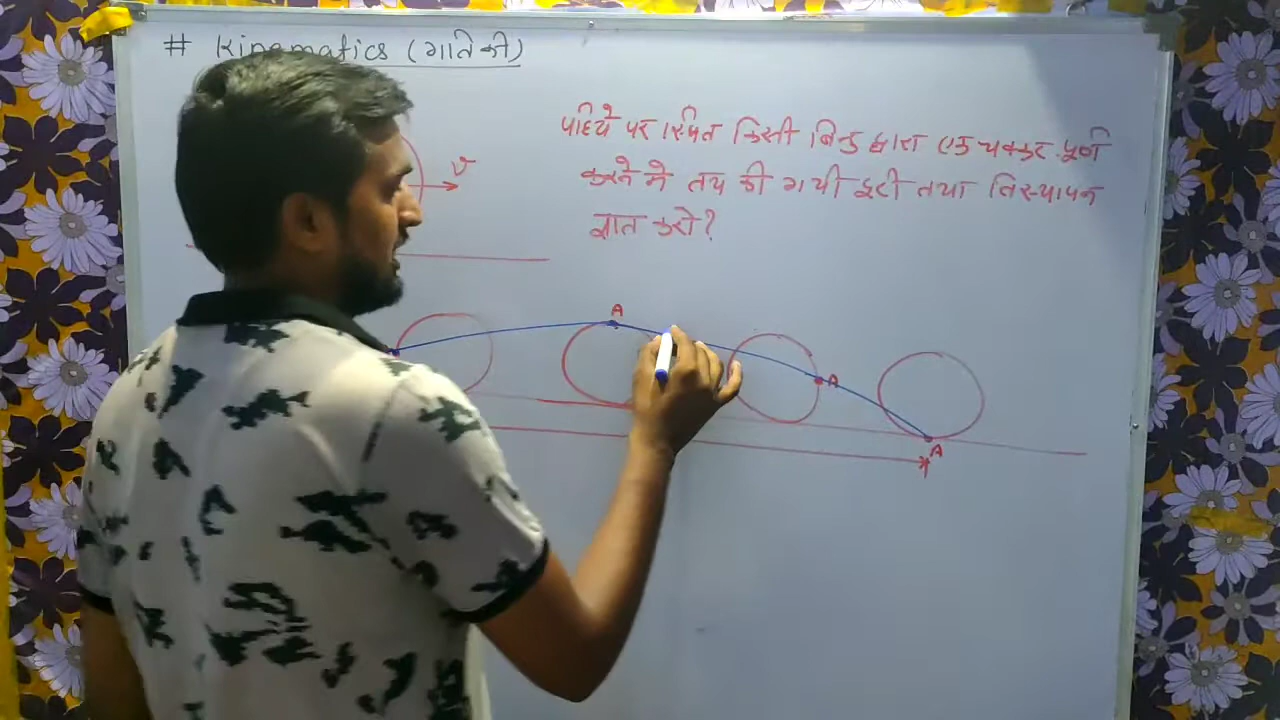 # Kinematics (गतिकी)
v
पहिये पर स्थित किसी बिन्दु द्वारा एक चक्कर पूर्ण
करने मे तय की गयी दूरी तथा विस्थापन
ज्ञात करो?
A
A
A